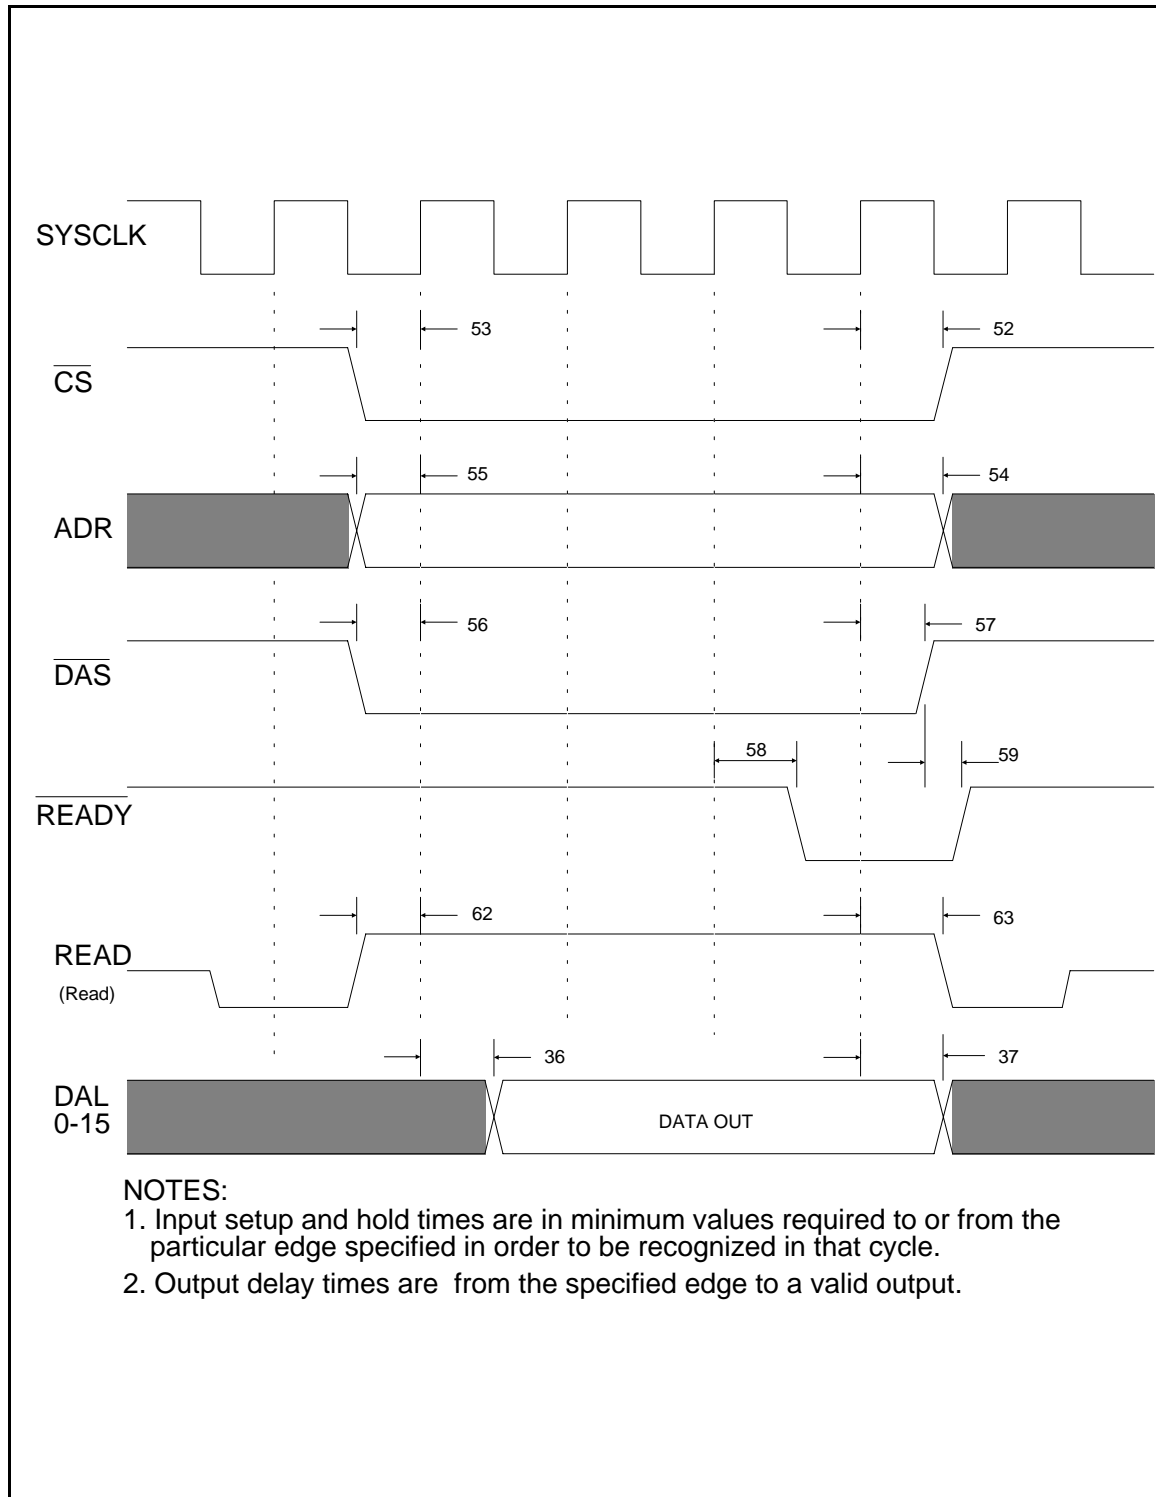 SYSCLK
53
52
CS
55
54
ADR
56
57
DAS
58
59
READY
62
63
READ
(Read)
36
37
DAL
0-15
DATA OUT
NOTES:
1. Input setup and hold times are in minimum values required to or from the
particular edge specified in order to be recognized in that cycle.
2. Output delay times are  from the specified edge to a valid output.